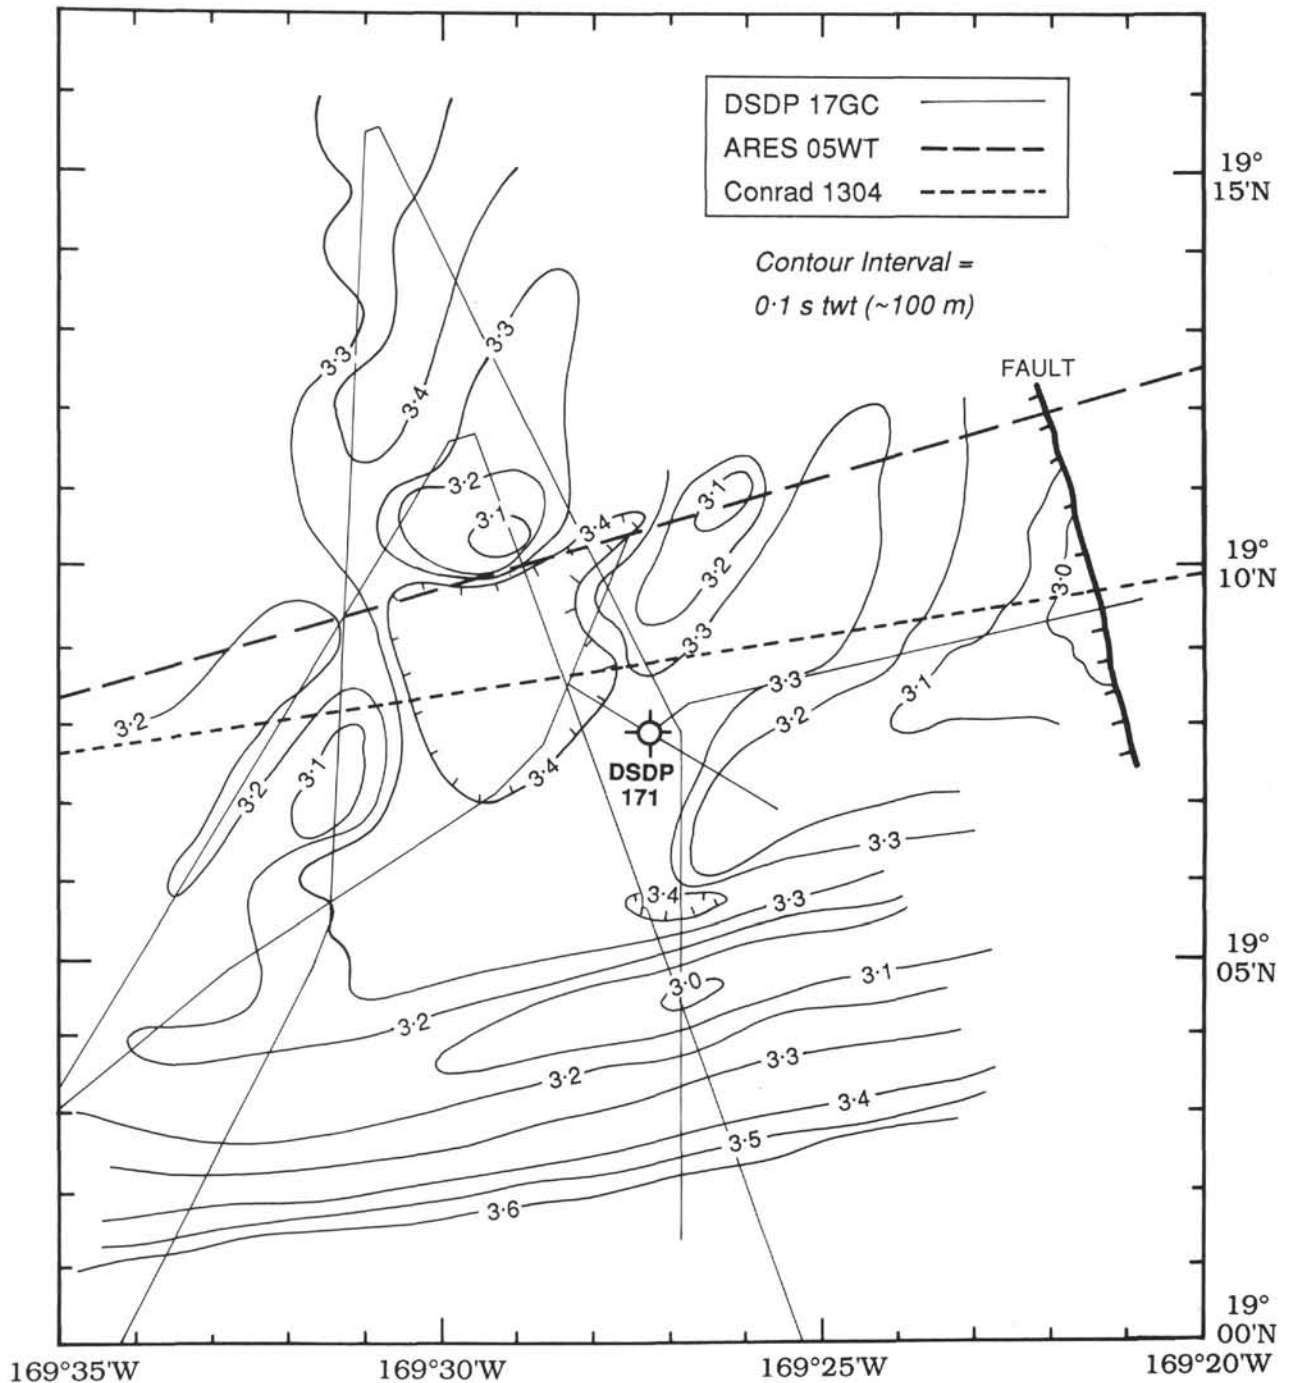 DSDP 17GC
ARES 05WT
Conrad 1304
19°
15'N
Contour Interval =
0·1 s twt (~100 m)
3·3
3·3
FAULT
3·4
3·2
3·1
3·1
3·4
3·2
3·0
19°
10'N
3·3
3·3
3·1
3·2
3·2
3·1
3·4
3·2
DSDP
171
3·3
3·4
3·3
19°
05'N
3·0
3·1
3·2
3·3
3·2
3·4
3·5
3·6
19°
00'N
169°35'W
169°30'W
169°25'W
169°20'W